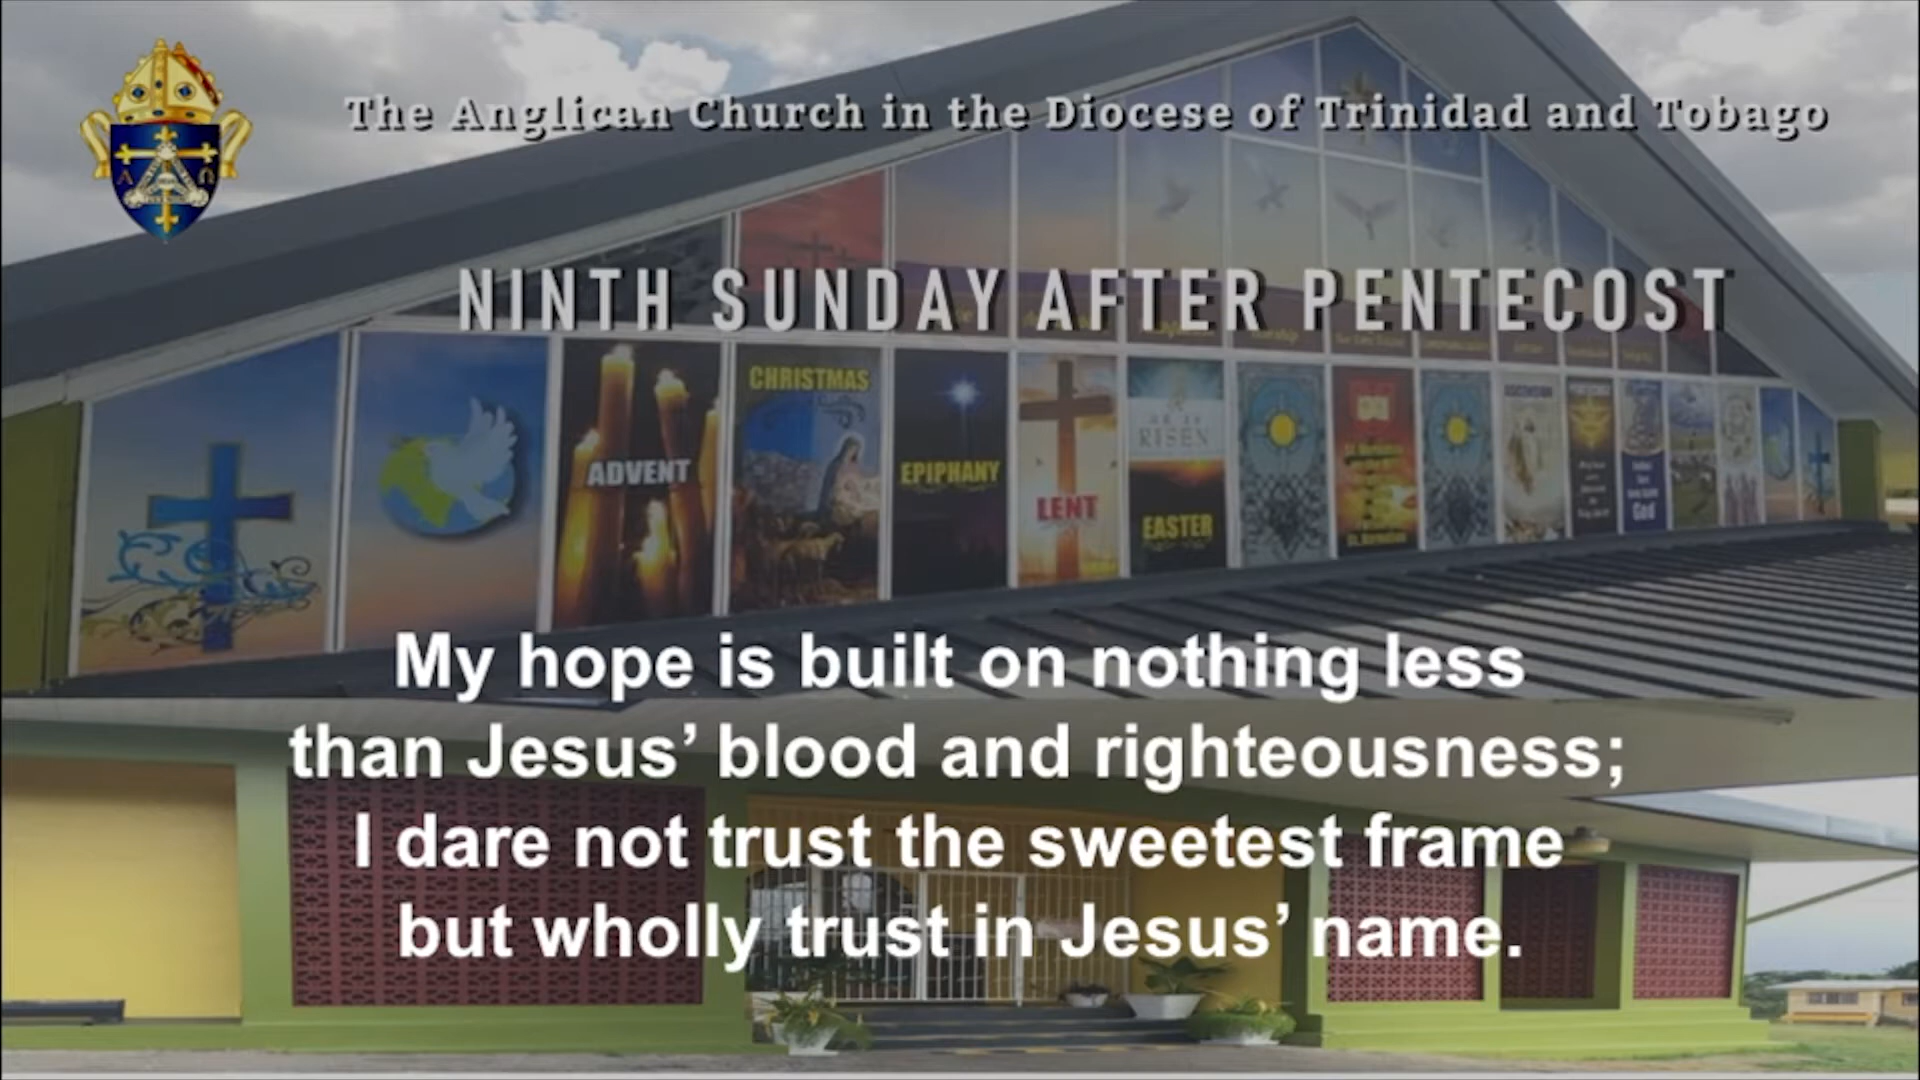 The Anglican Church in the Diocese of Trinidad and Tobago
NINTH SUNDAY AFTER PENTECOST
CHRISTMAS
ADVENT
EPIPHANY
LENT
RISEN
EASTER
God
My hope is built on nothing less
than Jesus’ blood and righteousness;
I dare not trust the sweetest frame
but wholly trust in Jesus’ name.